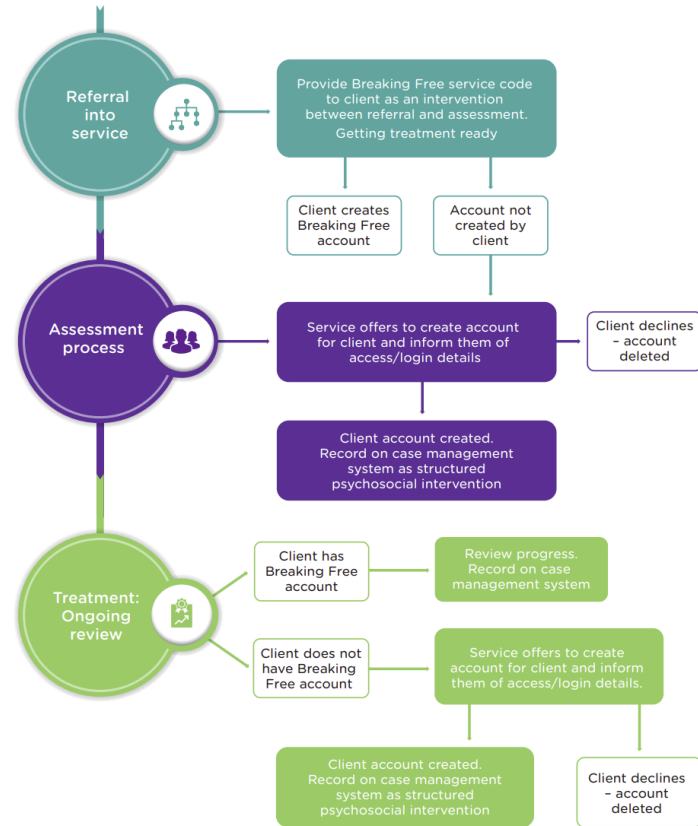 Referral
into
service
Provide Breaking Free service code
to client as an intervention
between referral and assessment.
Getting treatment ready
Client creates
Breaking Free
account
Account not
created by
client
Assessment
process
Service offers to create account
for client and inform them of
access/login details
Client declines
– account
deleted
Client account created.
Record on case management
system as structured
psychosocial intervention
Treatment:
Ongoing
review
Client has
Breaking Free
account
Review progress.
Record on case
management system
Client does not
have Breaking
Free account
Service offers to create
account for client and inform
them of access/login details.
Client account created.
Record on case management
system as structured
psychosocial intervention
Client declines
– account
deleted